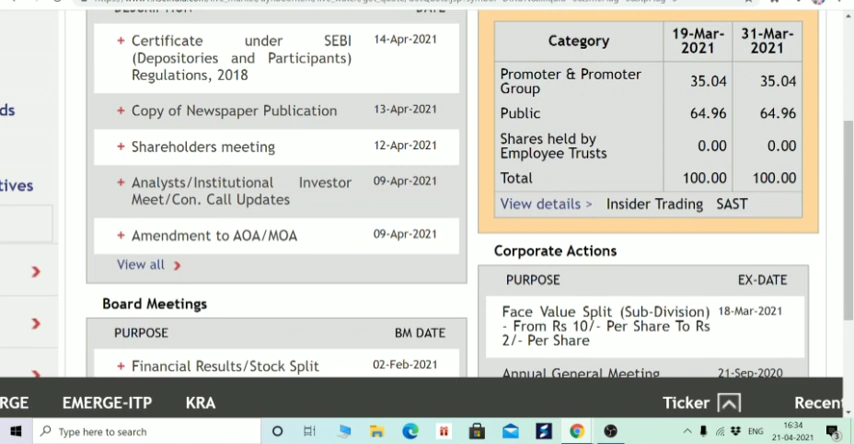 + Certificate under SEBI 14-Apr-2021
(Depositories and Participants)
Regulations, 2018
+ Copy of Newspaper Publication 13-Apr-2021
+ Shareholders meeting 12-Apr-2021
+ Analysts/Institutional Investor 09-Apr-2021
Meet/Con. Call Updates
+ Amendment to AOA/MOA 09-Apr-2021
View all >
Board Meetings
PURPOSE BM DATE
+ Financial Results/Stock Split 02-Feb-2021
Category 19-Mar-2021 31-Mar-2021
Promoter & Promoter
Group 35.04 35.04
Public 64.96 64.96
Shares held by
Employee Trusts 0.00 0.00
Total 100.00 100.00
View details > Insider Trading SAST
Corporate Actions
PURPOSE EX-DATE
Face Value Split (Sub-Division) 18-Mar-2021
- From Rs 10/- Per Share To Rs
2/- Per Share
Annual General Meeting 21-Sep-2020
ds
tives
RGE EMERGE-ITP KRA Ticker Recen
Type here to search
ENG
16:34
21-04-2021
3